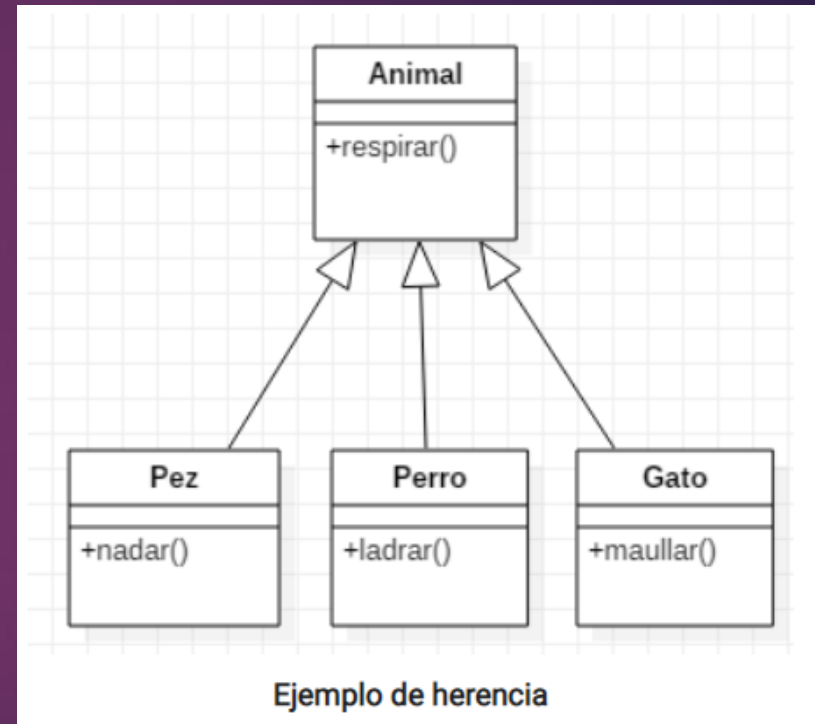 Animal
+respirar()
Pez
+nadar()
Perro
+ladrar()
Gato
+maullar()
Ejemplo de herencia